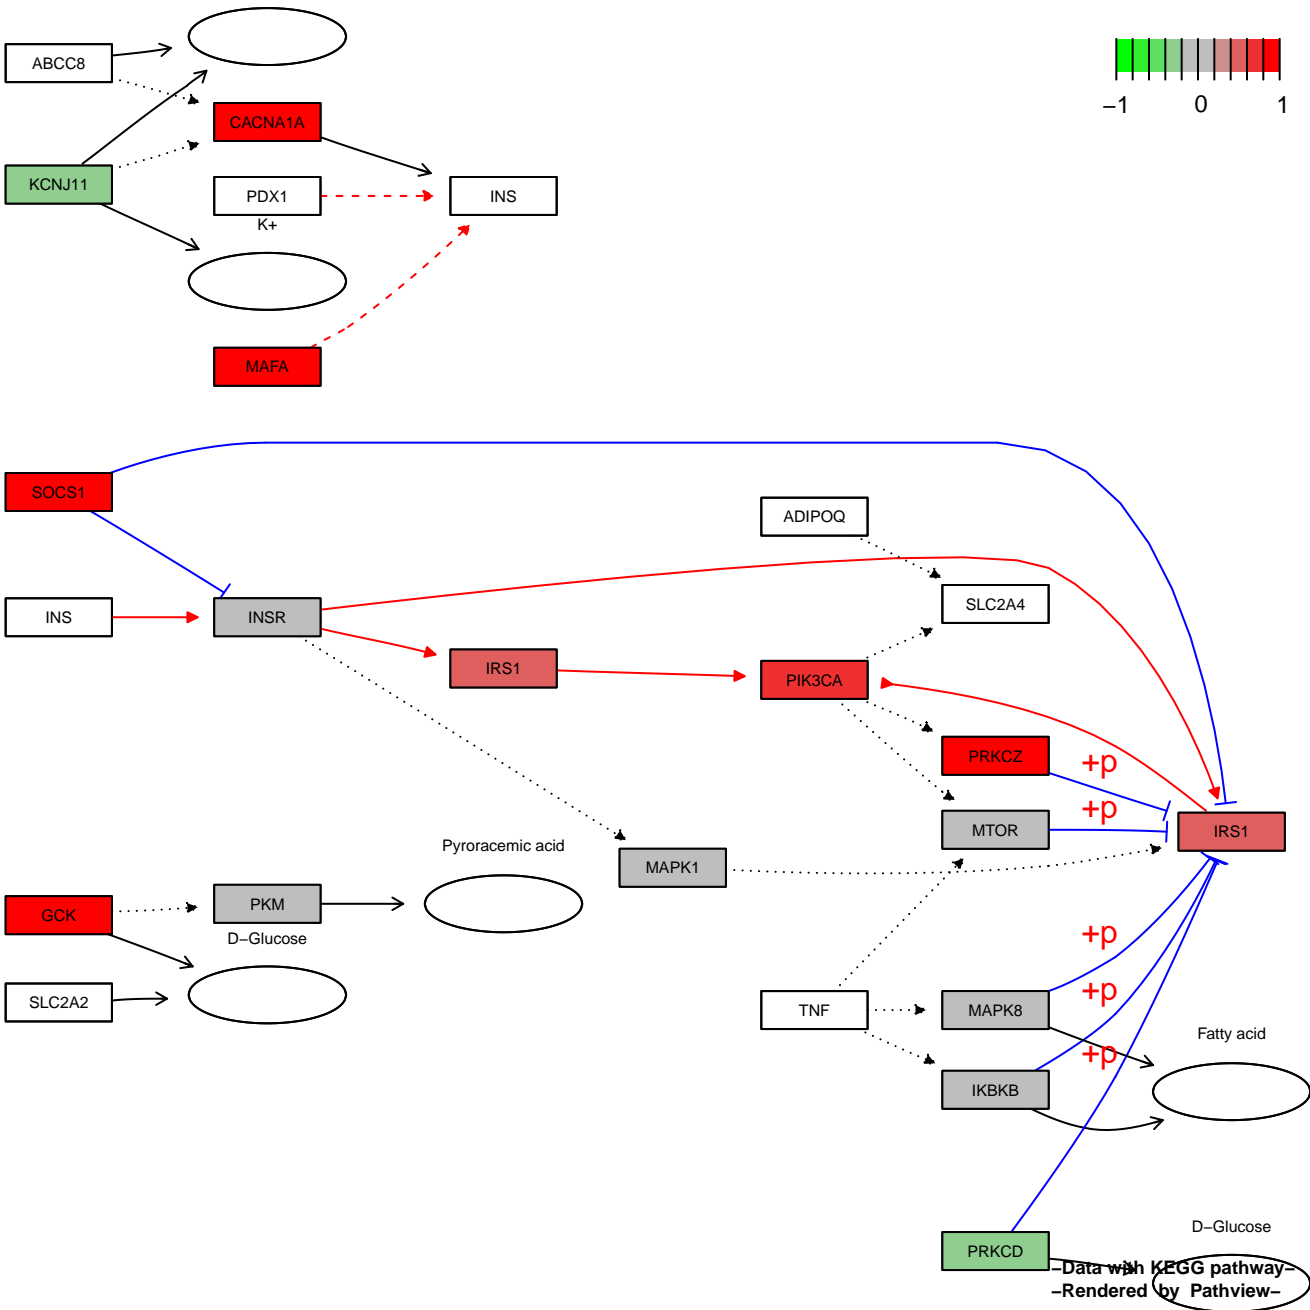 ABCC8
−1
0
1
CACNA1A
KCNJ11
PDX1
INS
K+
MAFA
SOCS1
ADIPOQ
SLC2A4
INS
INSR
IRS1
PIK3CA
PRKCZ
+p
+p
MTOR
IRS1
Pyroracemic acid
MAPK1
GCK
PKM
D−Glucose
+p
SLC2A2
TNF
MAPK8
+p
Fatty acid
+p
IKBKB
D−Glucose
PRKCD
−Data with KEGG pathway−
−Rendered by Pathview−